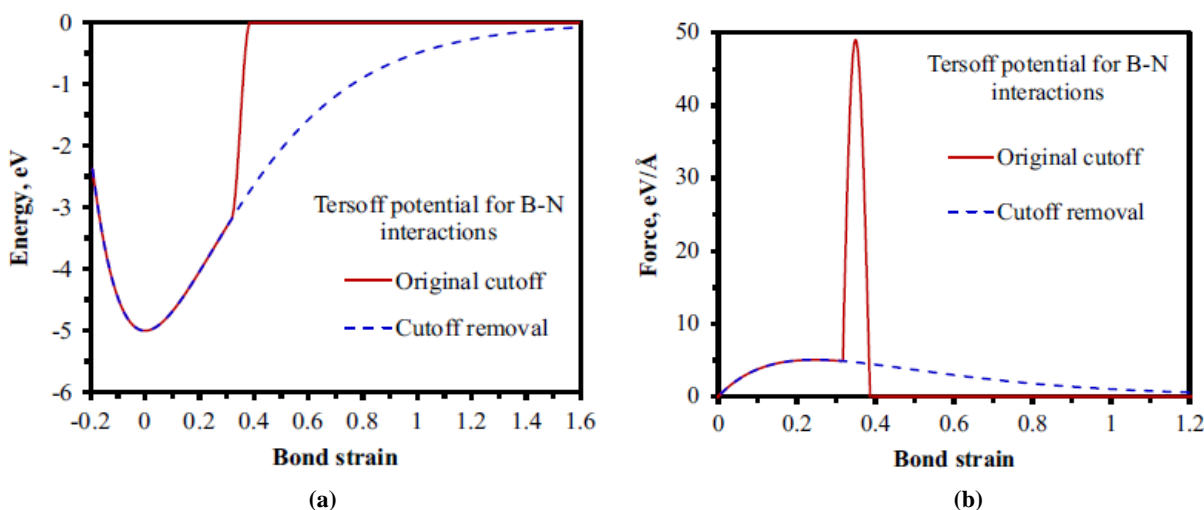 0
-1
-2
-3
-4
-5
-6
Energy, eV
Tersoff potential for B-N
interactions
Original cutoff
Cutoff removal
-0.2 0 0.2 0.4 0.6 0.8 1 1.2 1.4 1.6
Bond strain
(a)
50
40
30
20
10
0
Force, eV/Å
Tersoff potential for B-N
interactions
Original cutoff
Cutoff removal
0 0.2 0.4 0.6 0.8 1 1.2
Bond strain
(b)